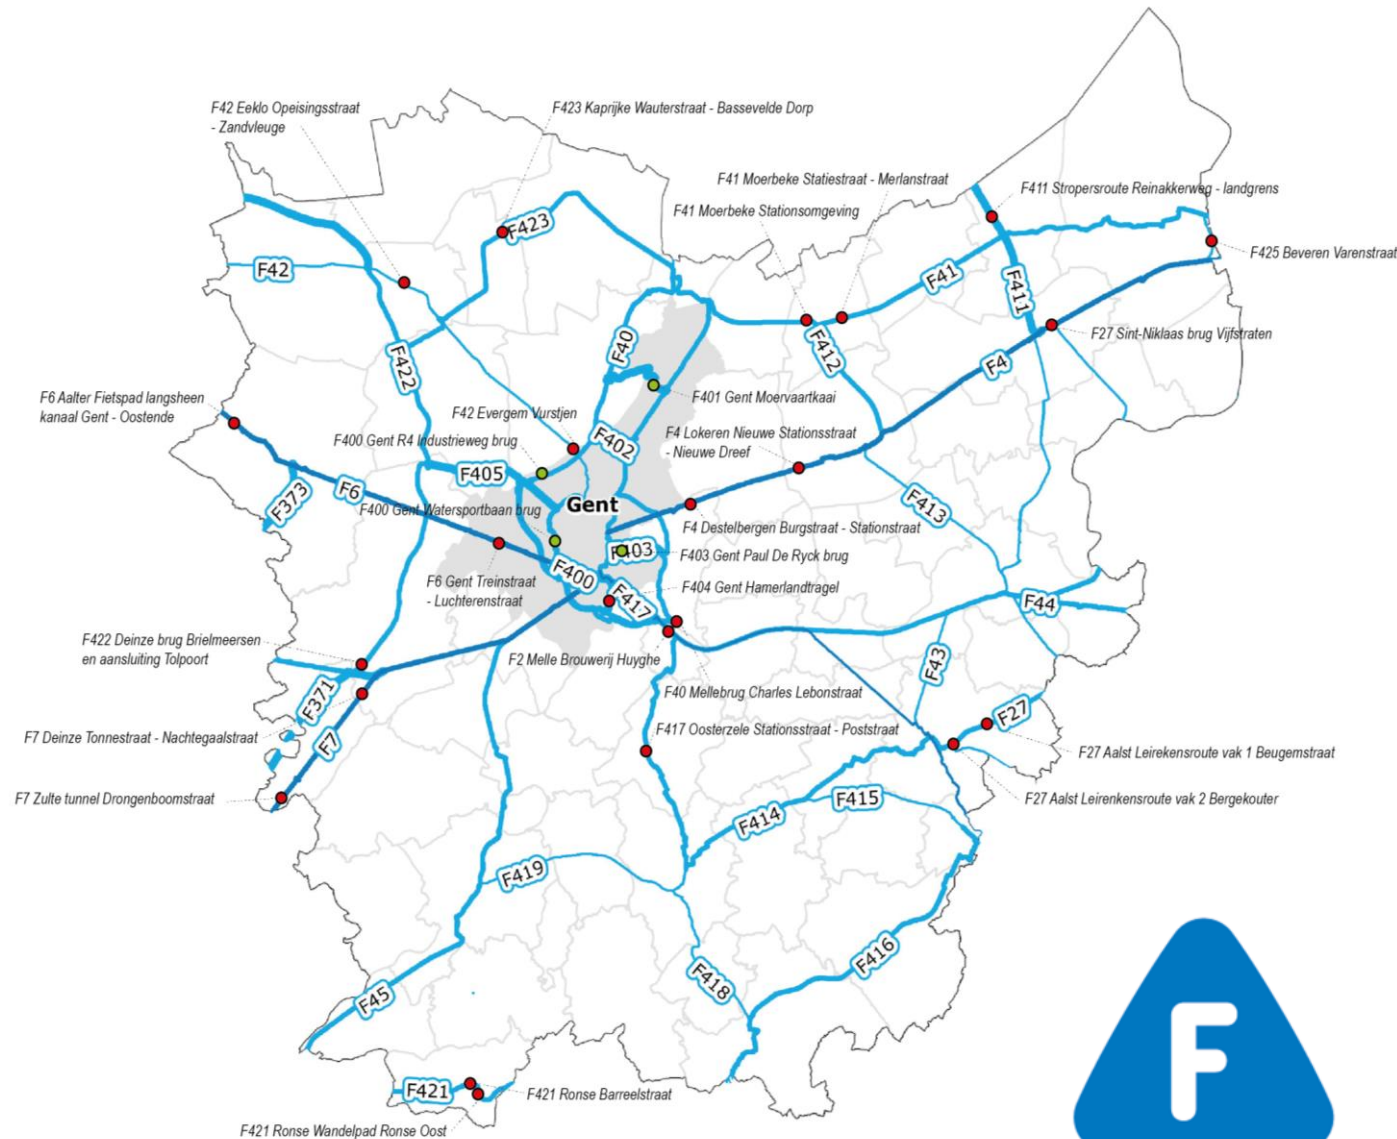 F42 Eeklo Opeisingsstraat
- Zandvleuge
F423 Kaprijke Wauterstraat - Bassevelde Dorp
F41 Moerbeke Statiestraat - Merlanstraat
F411 Stropersroute Reinakkerweg - landgrens
F41 Moerbeke Stationsomgeving
F423
F425 Beveren Varenstraat
F42
F41
F411
F40
F412
F27 Sint-Niklaas brug Vijfstraten
F422
F4
F6 Aalter Fietspad langsheen
kanaal Gent - Oostende
F401 Gent Moervaartkaai
F42 Evergem Vurstjen
F400 Gent R4 Industrieweg brug
F402
F4 Lokeren Nieuwe Stationsstraat
- Nieuwe Dreef
F405
F373
F6
Gent
F400 Gent Watersportbaan brug
F413
F4 Destelbergen Burgstraat - Stationstraat
F403
F403 Gent Paul De Ryck brug
F400
F6 Gent Treinstraat
- Luchterenstraat
F404 Gent Hamerlandtragel
F417
F44
F422 Deinze brug Brielmeersen
en aansluiting Tolpoort
F2 Melle Brouwerij Huyghe
F43
F40 Mellebrug Charles Lebonstraat
F371
F27
F417 Oosterzele Stationsstraat - Poststraat
F7 Deinze Tonnestraat - Nachtegaalstraat
F7
F27 Aalst Leirekensroute vak 1 Beugemstraat
F7 Zulte tunnel Drongenboomstraat
F415
F27 Aalst Leirenkensroute vak 2 Bergekouter
F414
F419
F416
F418
F45
F
F421
F421 Ronse Barreelstraat
F421 Ronse Wandelpad Ronse Oost